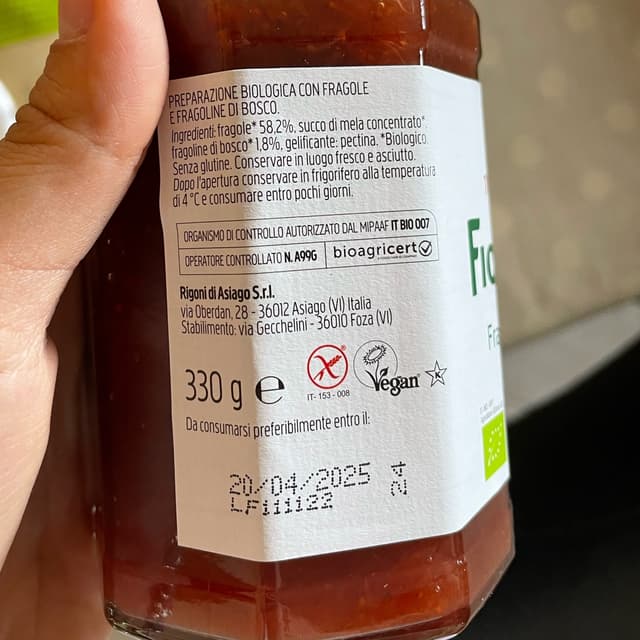 PREPARAZIONE BIOLOGICA CON FRAGOLE
E FRAGOLINE DI BOSCO.
Ingredienti: fragole* 58,2%, succo di mela concentrato*,
fragoline di bosco* 1,8%, gelificante: pectina. *Biologico.
Senza glutine. Conservare in luogo fresco e asciutto.
Dopo l'apertura conservare in frigorifero alla temperatura
di 4°C e consumare entro pochi giorni.
ORGANISMO DI CONTROLLO AUTORIZZATO DAL MIPAAF IT BIO 007
OPERATORE CONTROLLATO N. A99G
bioagricert
Rigoni di Asiago S.r.l.
via Oberdan, 28 - 36012 Asiago (VI) Italia
Stabilimento: via Gecchelini - 36010 Foza (VI)
330 g e
IT- 153 - 008
Vegan
K
Da consumarsi preferibilmente entro il:
20/04/2025
LF111122
24